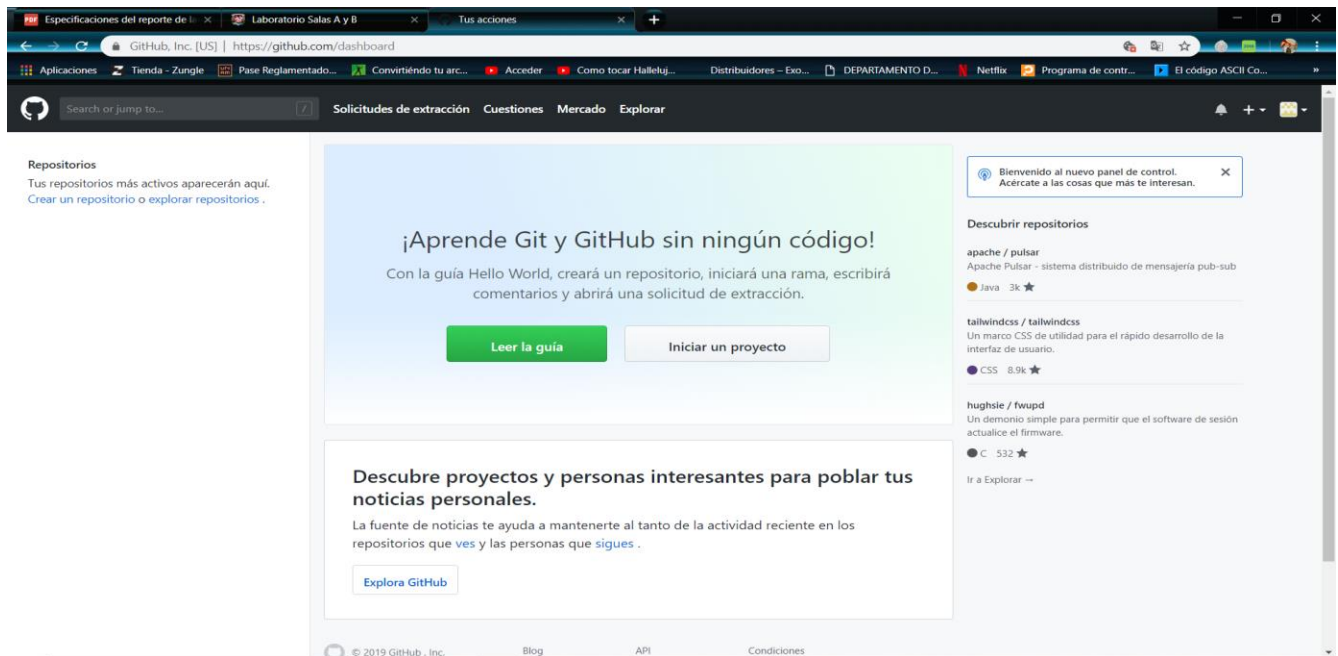 Especificaciones del reporte de l
Laboratorio Salas A y B
Tus acciones
GitHub, Inc. [US] | https://github.com/dashboard
Aplicaciones
Tienda - Zungle
Pase Reglamentado...
Convirtiéndo tu arc...
Acceder
Como tocar Halleluj...
Distribuidores – Exo...
DEPARTAMENTO D...
Netflix
Programa de contr...
El código ASCII Co...
»
Search or jump to...
/
Solicitudes de extracción Cuestiones Mercado Explorar
Repositorios
Tus repositorios más activos aparecerán aquí.
Crear un repositorio o explorar repositorios .
¡Aprende Git y GitHub sin ningún código!
Con la guía Hello World, creará un repositorio, iniciará una rama, escribirá
comentarios y abrirá una solicitud de extracción.
Leer la guía
Iniciar un proyecto
Descubre proyectos y personas interesantes para poblar tus
noticias personales.
La fuente de noticias te ayuda a mantenerte al tanto de la actividad reciente en los
repositorios que ves y las personas que sigues .
Explora GitHub
Bienvenido al nuevo panel de control.
Acércate a las cosas que más te interesan.
Descubrir repositorios
apache / pulsar
Apache Pulsar - sistema distribuido de mensajería pub-sub
Java 3k
tailwindcss / tailwindcss
Un marco CSS de utilidad para el rápido desarrollo de la
interfaz de usuario.
CSS 8.9k
hughsie / fwupd
Un demonio simple para permitir que el software de sesión
actualice el firmware.
C 532
Ir a Explorar →
© 2019 GitHub , Inc.
Blog
API
Condiciones